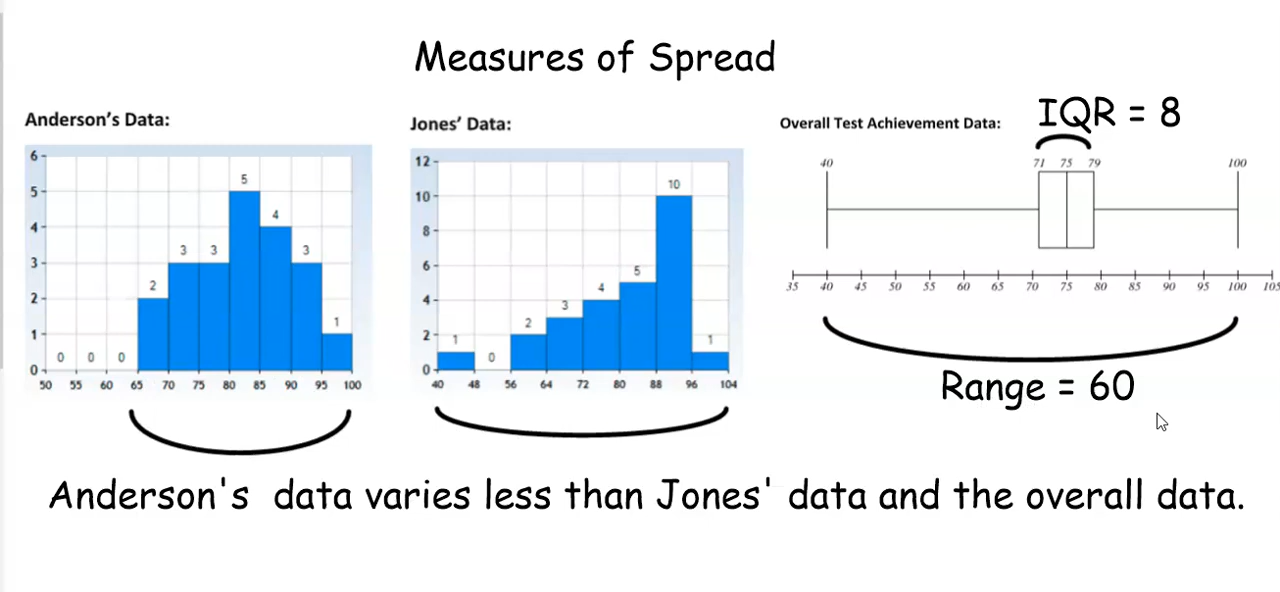 Measures of Spread
Anderson's Data:
6
5
4
3
2
1
0
0 0 0 2 3 3 5 4 3 1
50 55 60 65 70 75 80 85 90 95 100
Jones' Data:
12
10
8
6
4
2
0
1 0 2 3 4 5 10 1
40 48 56 64 72 80 88 96 104
Overall Test Achievement Data:
IQR = 8
40 71 75 79 100
35 40 45 50 55 60 65 70 75 80 85 90 95 100 105
Range = 60
Anderson's data varies less than Jones' data and the overall data.